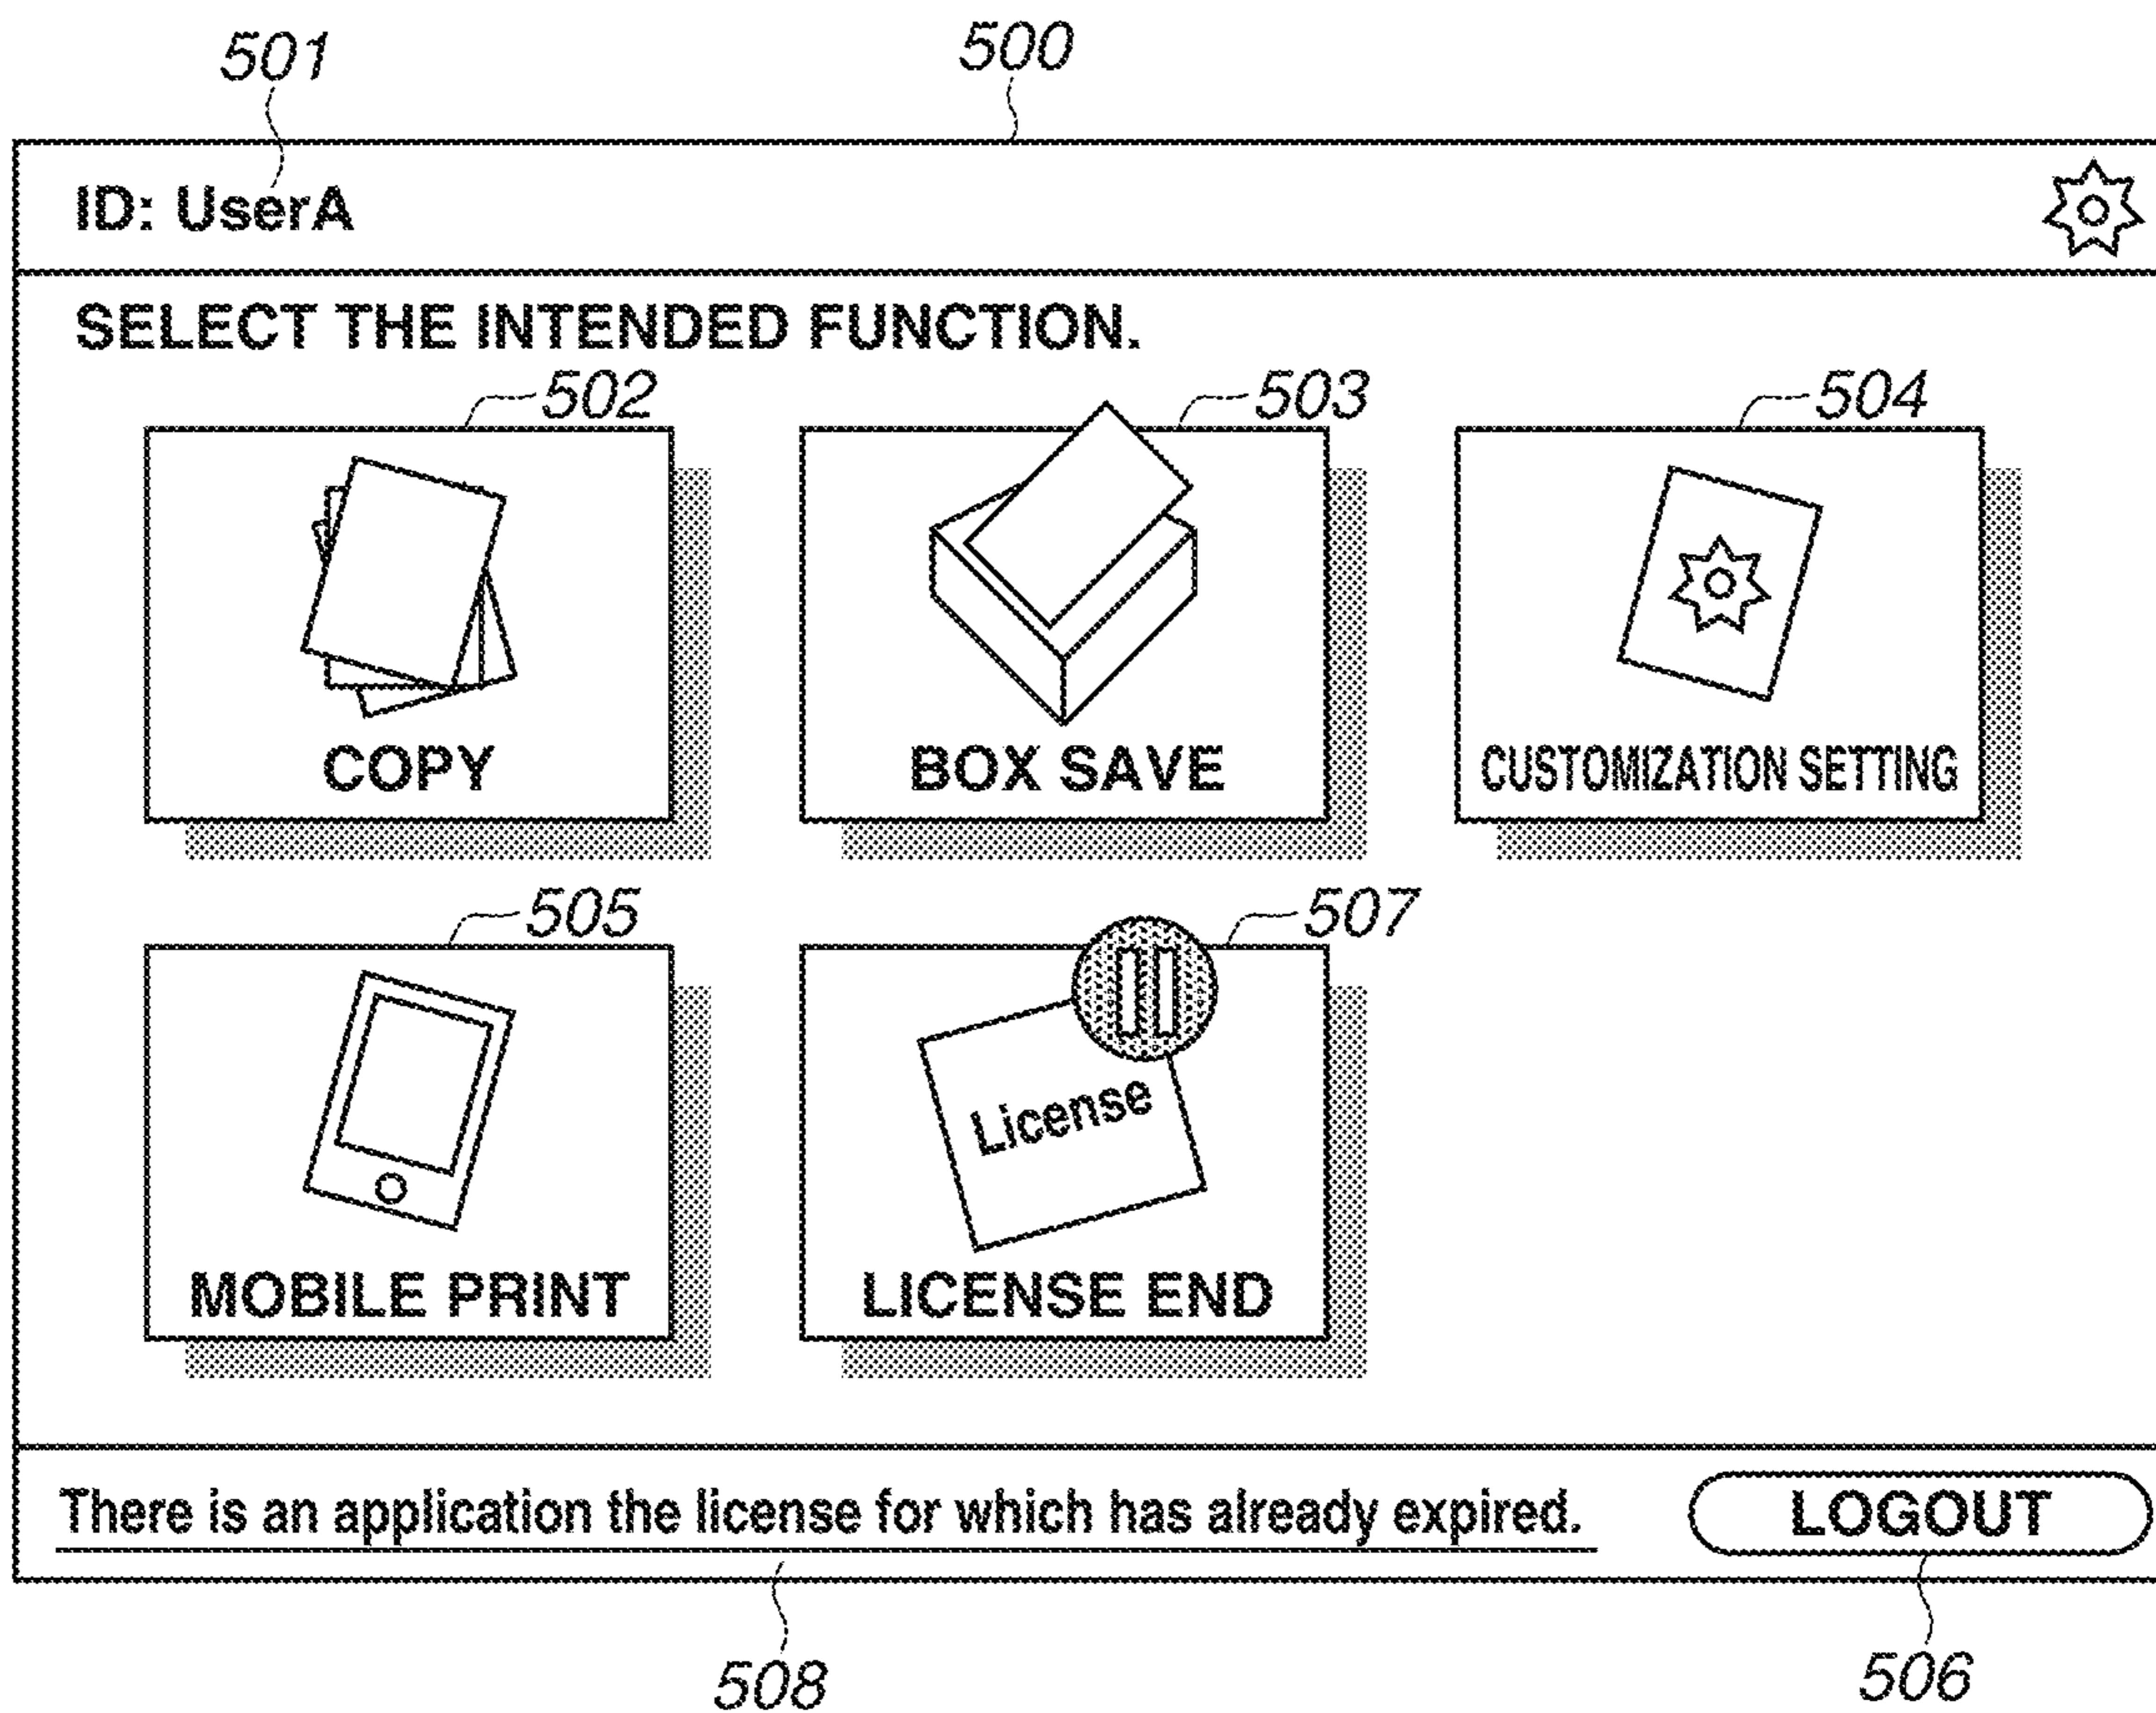 501
500
ID: UserA
SELECT THE INTENDED FUNCTION.
502
503
504
COPY
BOX SAVE
CUSTOMIZATION SETTING
505
507
License
MOBILE PRINT
LICENSE END
There is an application the license for which has already expired.
LOGOUT
508
506